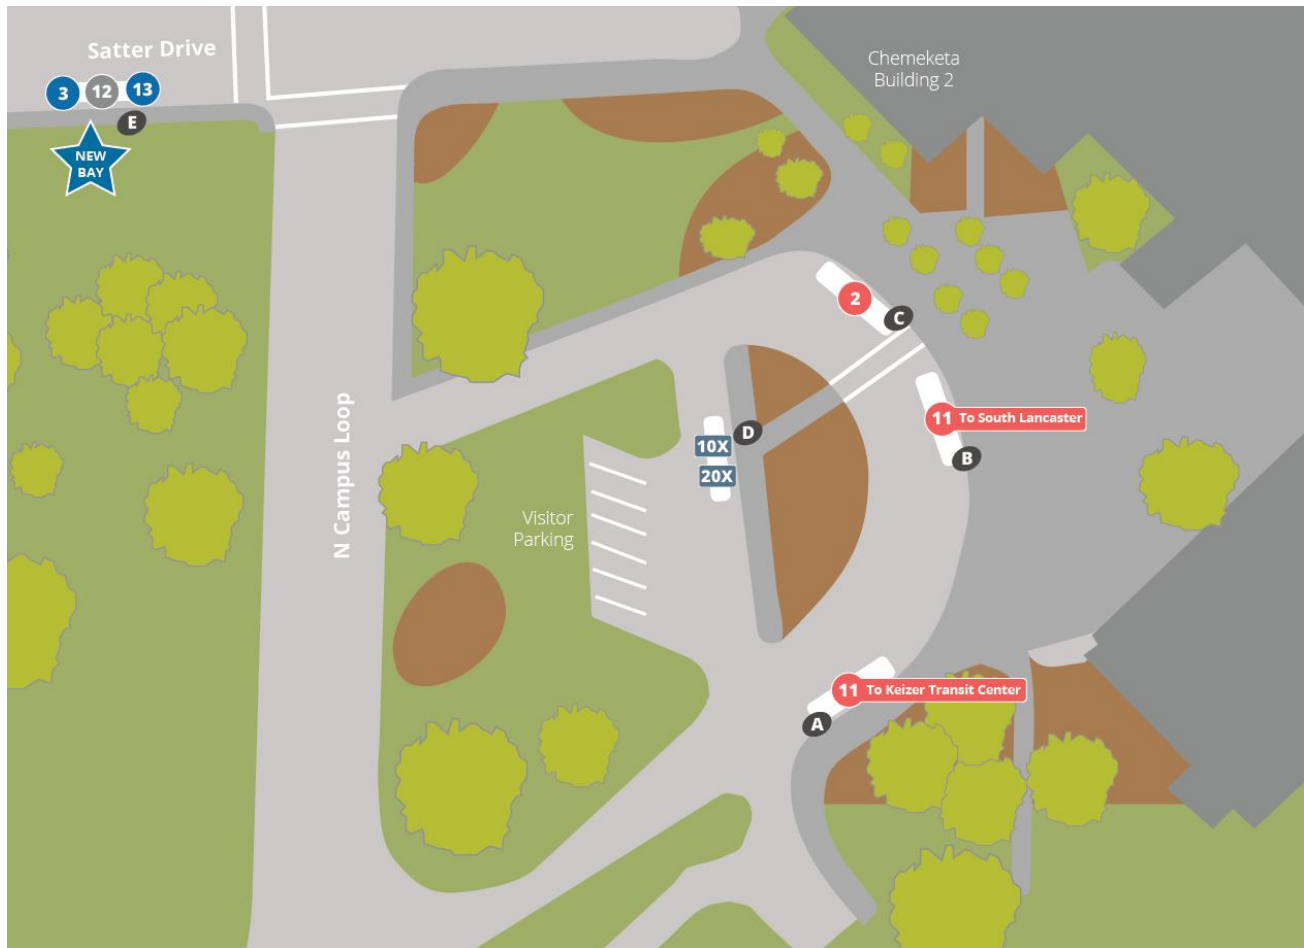 Satter Drive
3 12 13
E
NEW
BAY
Chemeketa
Building 2
2
C
11 To South Lancaster
B
10X
D
20X
N Campus Loop
Visitor
Parking
11 To Keizer Transit Center
A